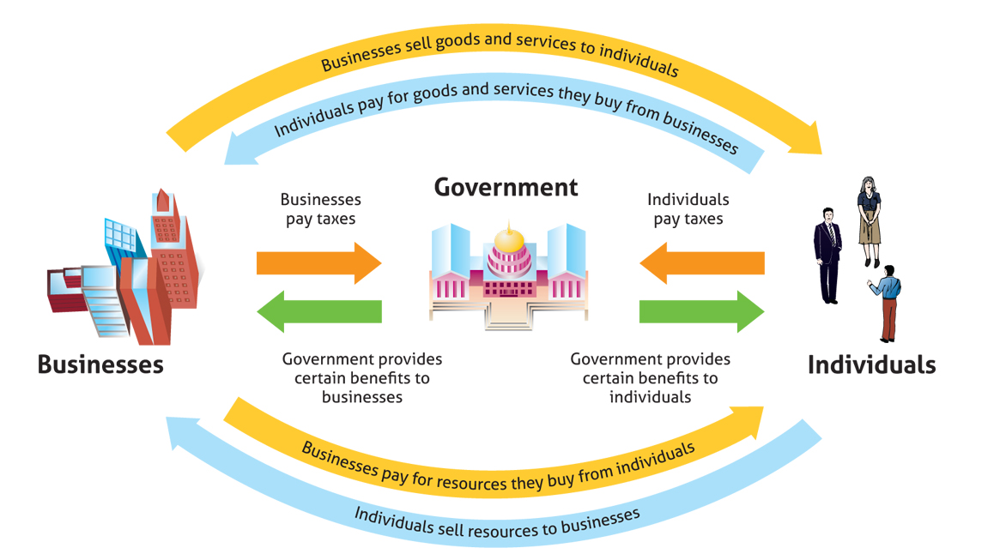 Businesses sell goods and services to individuals
Individuals pay for goods and services they buy from businesses
Government
Businesses
pay taxes
Individuals
pay taxes
Businesses
Government provides
certain benefits to
businesses
Government provides
certain benefits to
individuals
Individuals
Businesses pay for resources they buy from individuals
Individuals sell resources to businesses